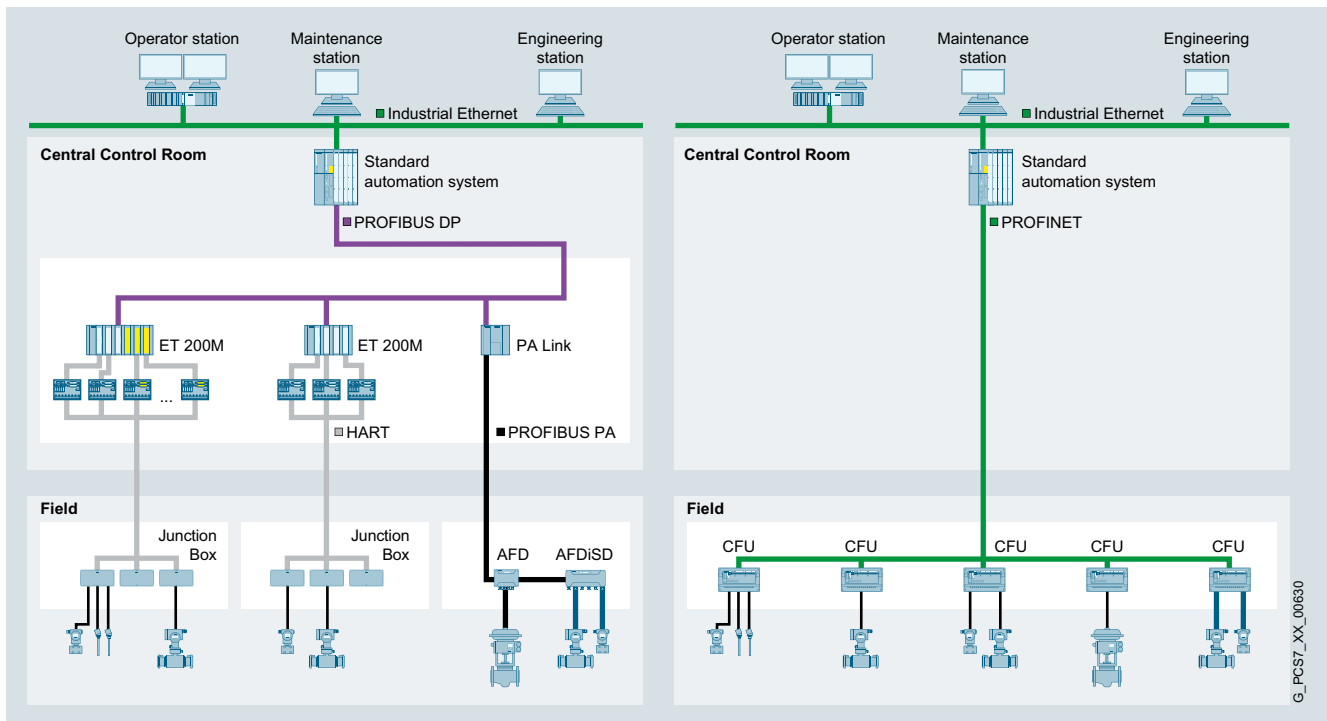 Operator station
Maintenance
station
Engineering
station
Industrial Ethernet
Central Control Room
Standard
automation system
PROFIBUS DP
ET 200M
ET 200M
PA Link
...
HART
PROFIBUS PA
Field
Junction
Box
Junction
Box
AFD
AFDiSD
Operator station
Maintenance
station
Engineering
station
Industrial Ethernet
Central Control Room
Standard
automation system
PROFINET
Field
CFU
CFU
CFU
CFU
CFU
G_PCS7_XX_00630